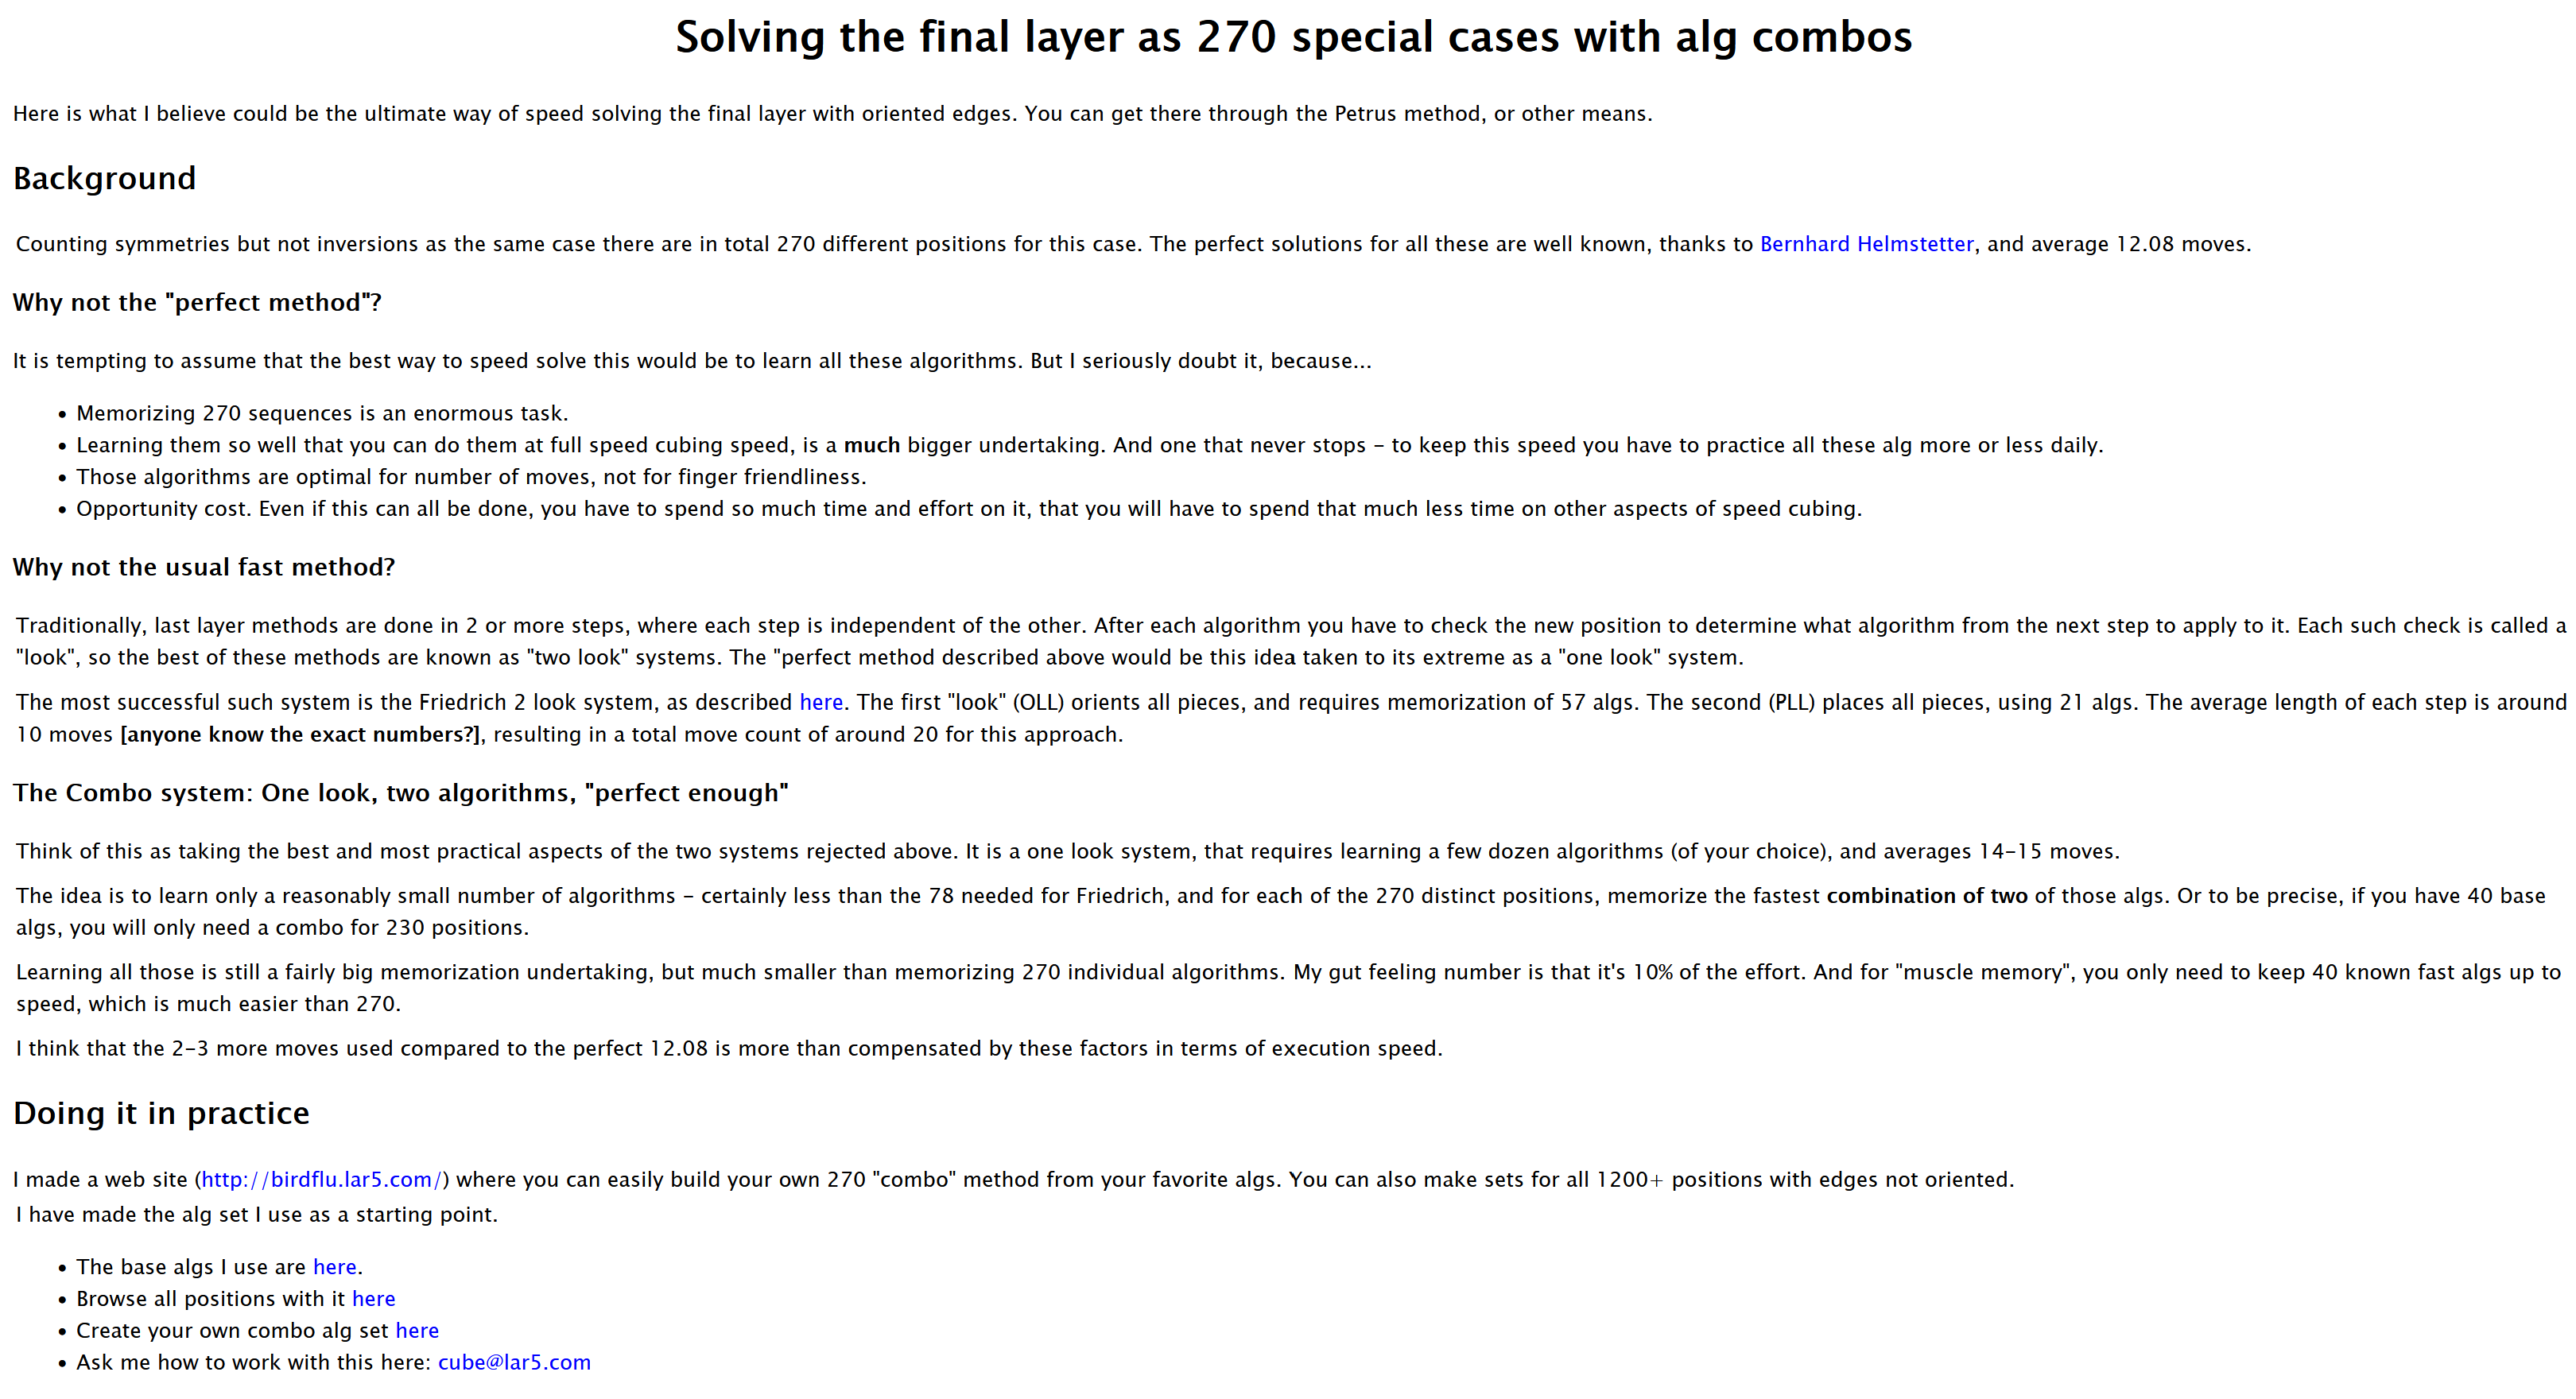 Solving the final layer as 270 special cases with alg combos
Here is what I believe could be the ultimate way of speed solving the final layer with oriented edges. You can get there through the Petrus method, or other means.
Background
Counting symmetries but not inversions as the same case there are in total 270 different positions for this case. The perfect solutions for all these are well known, thanks to Bernhard Helmstetter, and average 12.08 moves.
Why not the "perfect method"?
It is tempting to assume that the best way to speed solve this would be to learn all these algorithms. But I seriously doubt it, because...
• Memorizing 270 sequences is an enormous task.
• Learning them so well that you can do them at full speed cubing speed, is a much bigger undertaking. And one that never stops - to keep this speed you have to practice all these alg more or less daily.
• Those algorithms are optimal for number of moves, not for finger friendliness.
• Opportunity cost. Even if this can all be done, you have to spend so much time and effort on it, that you will have to spend that much less time on other aspects of speed cubing.
Why not the usual fast method?
Traditionally, last layer methods are done in 2 or more steps, where each step is independent of the other. After each algorithm you have to check the new position to determine what algorithm from the next step to apply to it. Each such check is called a
"look", so the best of these methods are known as "two look" systems. The "perfect method described above would be this idea taken to its extreme as a "one look" system.
The most successful such system is the Friedrich 2 look system, as described here. The first "look" (OLL) orients all pieces, and requires memorization of 57 algs. The second (PLL) places all pieces, using 21 algs. The average length of each step is around
10 moves [anyone know the exact numbers?], resulting in a total move count of around 20 for this approach.
The Combo system: One look, two algorithms, "perfect enough"
Think of this as taking the best and most practical aspects of the two systems rejected above. It is a one look system, that requires learning a few dozen algorithms (of your choice), and averages 14-15 moves.
The idea is to learn only a reasonably small number of algorithms - certainly less than the 78 needed for Friedrich, and for each of the 270 distinct positions, memorize the fastest combination of two of those algs. Or to be precise, if you have 40 base
algs, you will only need a combo for 230 positions.
Learning all those is still a fairly big memorization undertaking, but much smaller than memorizing 270 individual algorithms. My gut feeling number is that it's 10% of the effort. And for "muscle memory", you only need to keep 40 known fast algs up to
speed, which is much easier than 270.
I think that the 2-3 more moves used compared to the perfect 12.08 is more than compensated by these factors in terms of execution speed.
Doing it in practice
I made a web site (http://birdflu.lar5.com/) where you can easily build your own 270 "combo" method from your favorite algs. You can also make sets for all 1200+ positions with edges not oriented.
I have made the alg set I use as a starting point.
• The base algs I use are here.
• Browse all positions with it here
• Create your own combo alg set here
• Ask me how to work with this here: cube@lar5.com